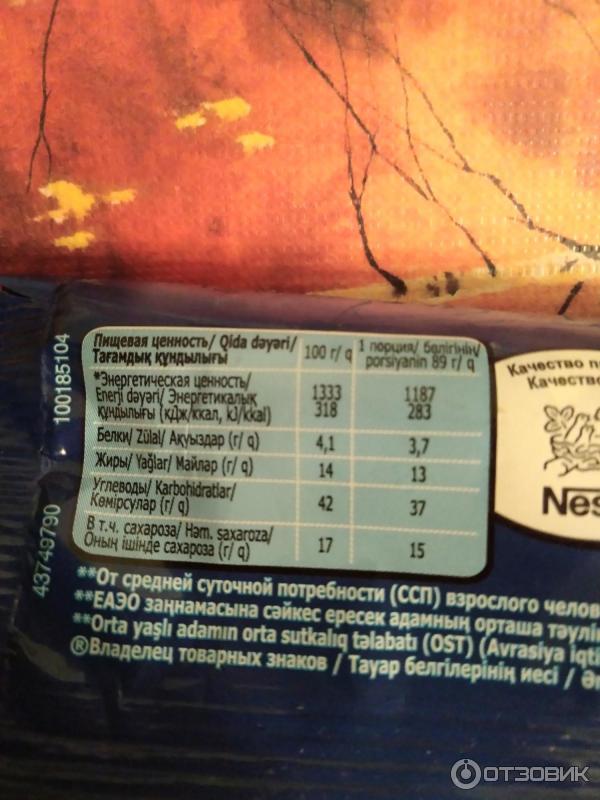 100185104
43749790
Пищевая ценность/ Qida dəyəri/
Тағамдық құндылығы
100 г/ q
1 порция/ бөлігінің/
porsiyanin 89 г/ q
*Энергетическая ценность/
Enerji dəyəri/ Энергетикалық
құндылығы (кДж/ккал, kJ/kkal)
1333
318
1187
283
Белки/ Zülal/ Ақуыздар (г/ q)
4,1
3,7
Жиры/ Yağlar/ Майлар (г/ q)
14
13
Углеводы/ Karbohidratlar/
Көмірсулар (г/ q)
42
37
В т.ч. сахароза/ Həm. saxaroza/
Оның ішінде сахароза (г/ q)
17
15
Качество
Качество
Nes
**От средней суточной потребности (ССП) взрослого челов
**ЕАЭО заңнамасына сәйкес ересек адамның орташа тәулі
**Orta yaşlı adamın orta sutkalıq tələbatı (OST) (Avrasiya iqti
®Владелец товарных знаков / Тауар белгілерінің иесі / Ə
ОТЗОВИК